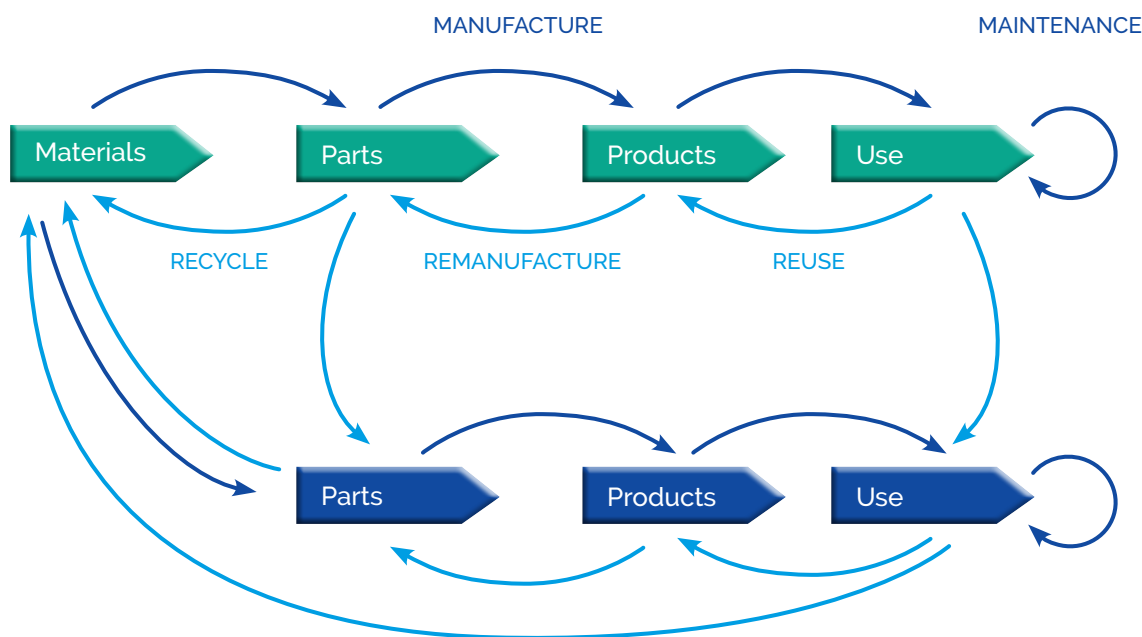 MANUFACTURE
MAINTENANCE
Materials
Parts
Products
Use
RECYCLE
REMANUFACTURE
REUSE
Parts
Products
Use